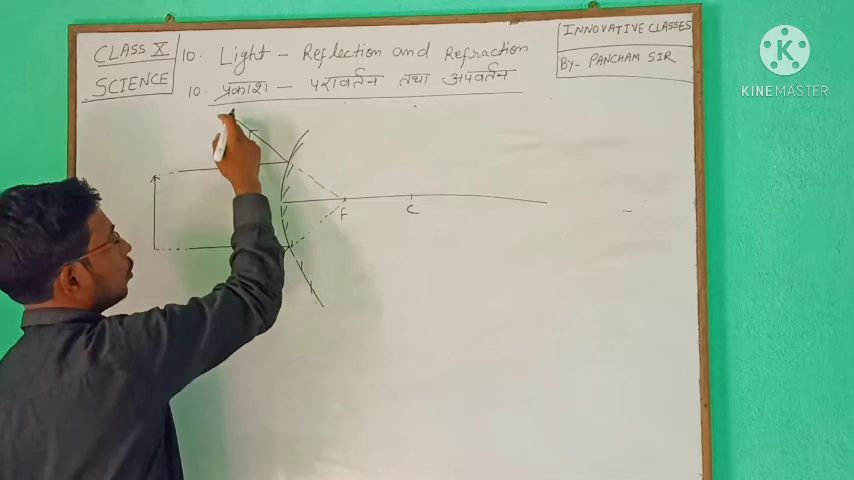 CLASS X
SCIENCE
10. Light - Reflection and Refraction
10. प्रकाश - परावर्तन तथा अपवर्तन
INNOVATIVE CLASSES
By- PANCHAM SIR
F
C
K
KINEMASTER